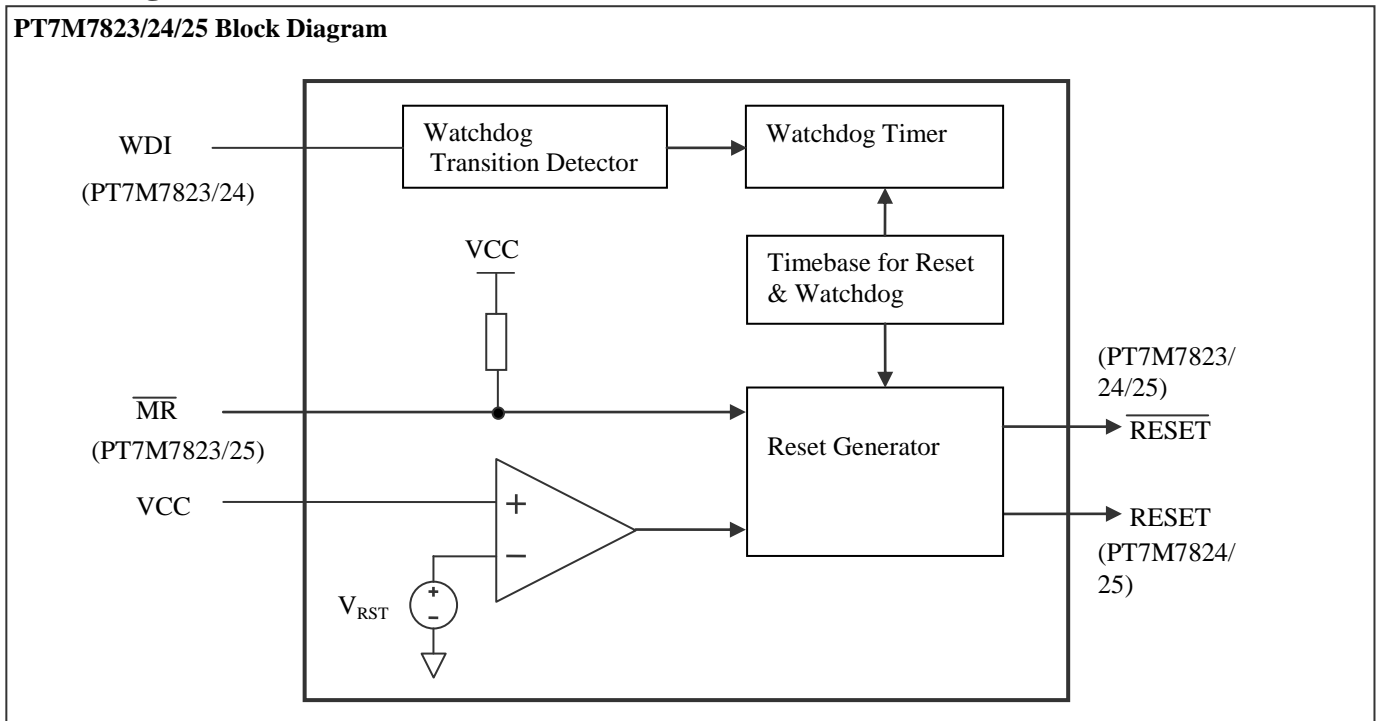 PT7M7823/24/25 Block Diagram
WDI
(PT7M7823/24)
Watchdog
Transition Detector
Watchdog Timer
VCC
Timebase for Reset
& Watchdog
MR
(PT7M7823/25)
VCC
+
−
VRST
+
-
Reset Generator
(PT7M7823/
24/25)
RESET
RESET
(PT7M7824/
25)